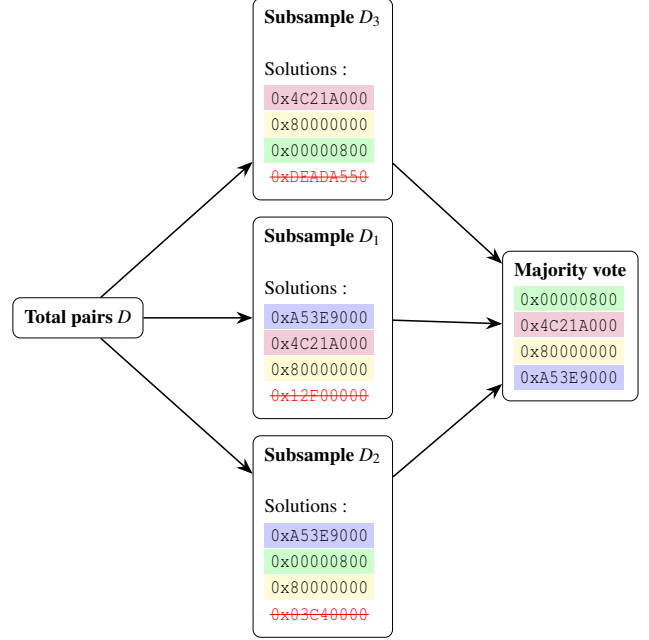 Total pairs D
Subsample D₃
Solutions :
0x4C21A000
0x80000000
0x00000800
0xDEADA550
Subsample D₁
Solutions :
0xA53E9000
0x4C21A000
0x80000000
0x12F00000
Subsample D₂
Solutions :
0xA53E9000
0x00000800
0x80000000
0x03C40000
Majority vote
0x00000800
0x4C21A000
0x80000000
0xA53E9000